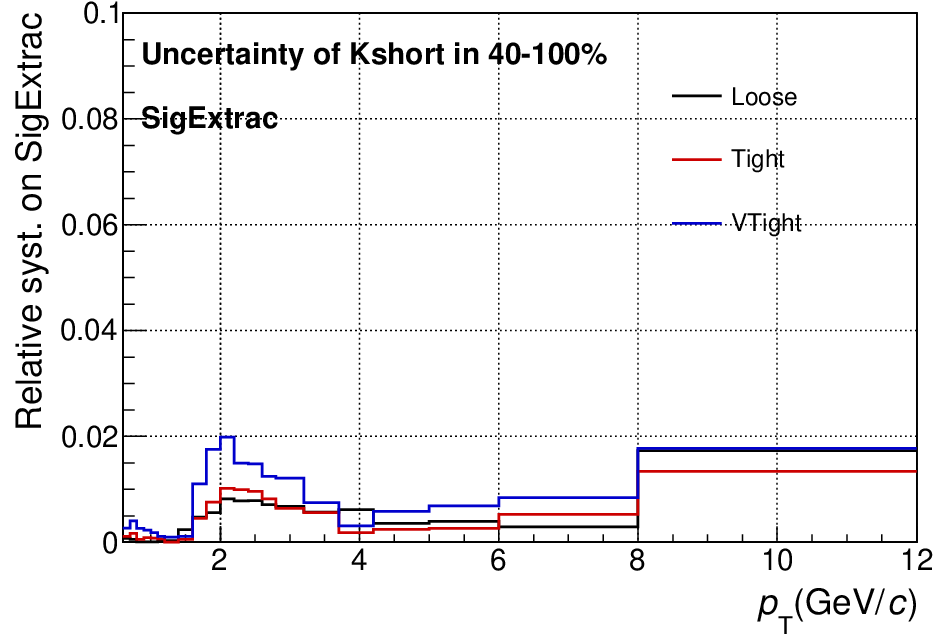 Relative syst. on SigExtrac
0.1
0.08
0.06
0.04
0.02
0
Uncertainty of Kshort in 40-100%
SigExtrac
Loose
Tight
VTight
2 4 6 8 10 12
pT(GeV/c)